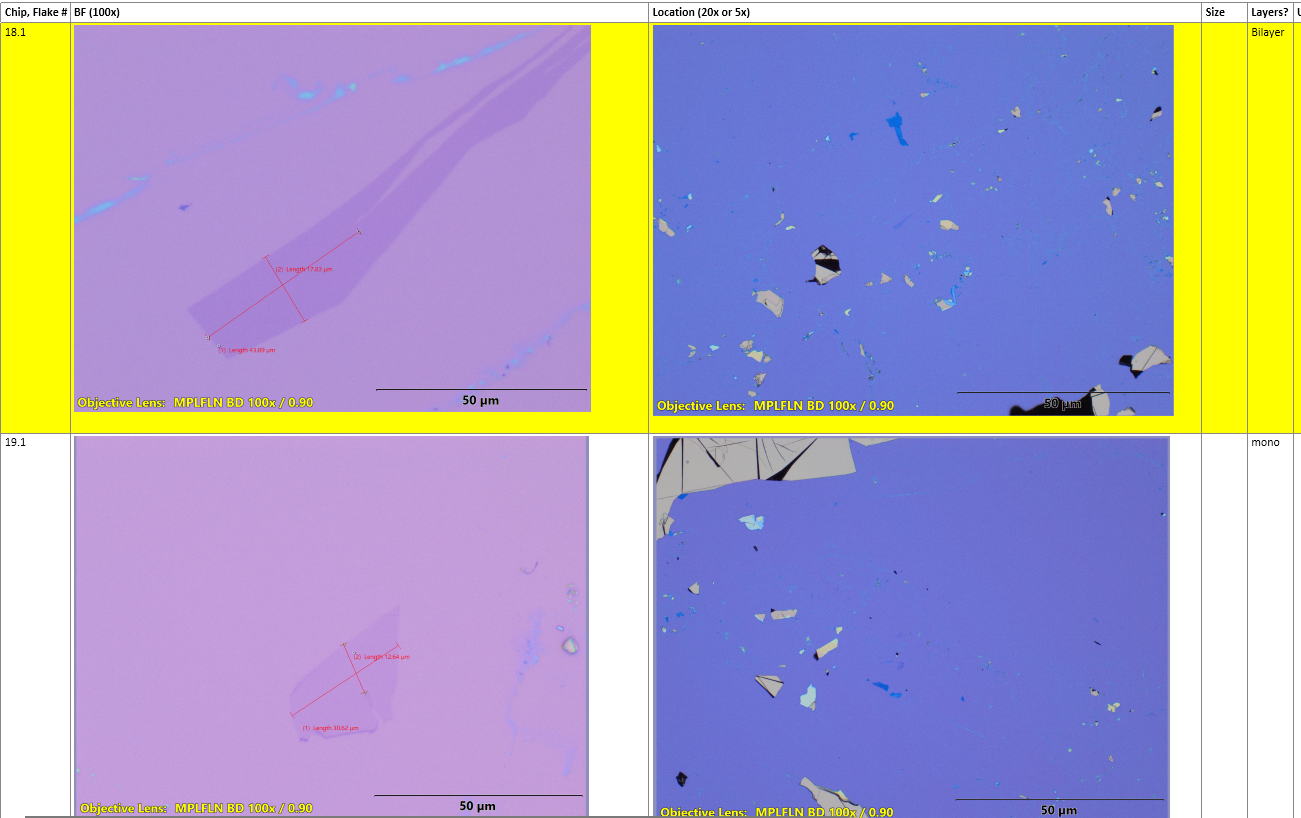 Chip, Flake # BF (100x) Location (20x or 5x) Size Layers?
18.1 Bilayer
(2) Length 17.03 µm
(1) Length 43.89 µm
50 µm 50 µm
Objective Lens: MPLFLN BD 100x / 0.90 Objective Lens: MPLFLN BD 100x / 0.90
19.1 mono
(2) Length 12.64 µm
(1) Length 30.62 µm
50 µm 50 µm
Objective Lens: MPLFLN BD 100x / 0.90 Objective Lens: MPLFLN BD 100x / 0.90